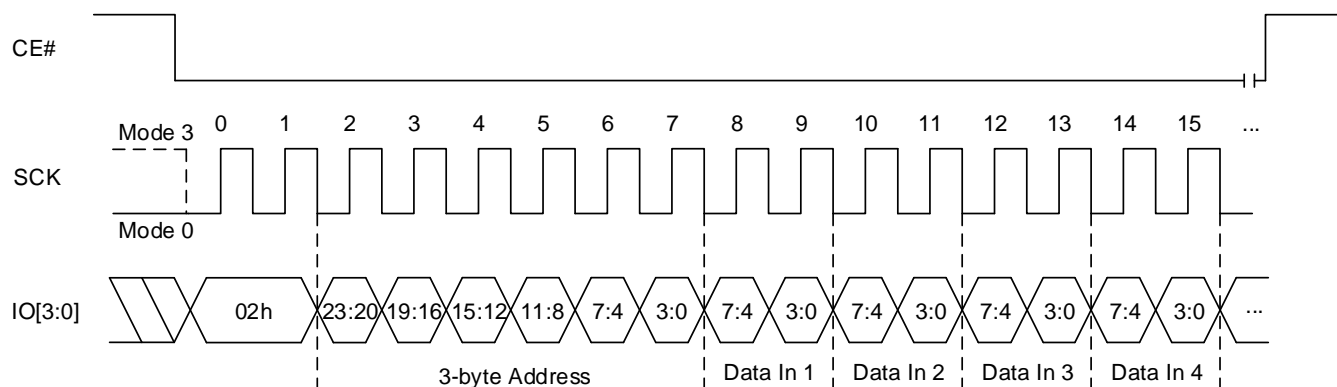 CE#
0 1 2 3 4 5 6 7 8 9 10 11 12 13 14 15 ...
Mode 3
SCK
Mode 0
IO[3:0] 02h 23:20 19:16 15:12 11:8 7:4 3:0 7:4 3:0 7:4 3:0 7:4 3:0 7:4 3:0 ...
3-byte Address Data In 1 Data In 2 Data In 3 Data In 4